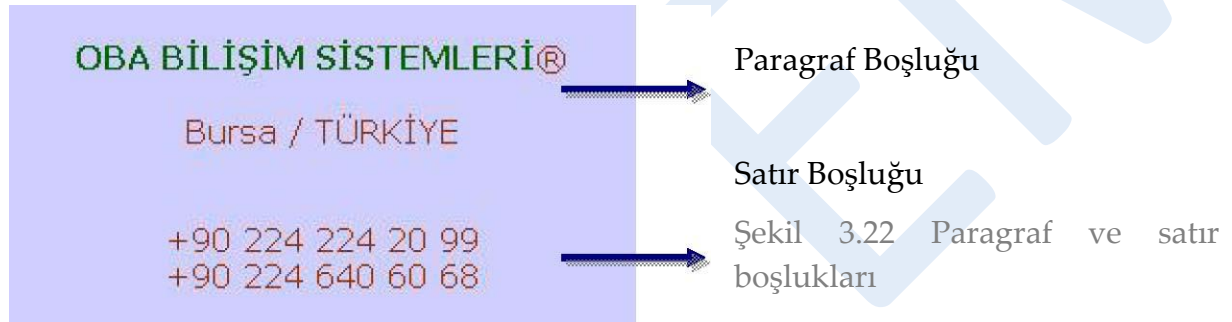 OBA BİLİŞİM SİSTEMLERİ®
Bursa / TÜRKİYE
+90 224 224 20 99
+90 224 640 60 68
Paragraf Boşluğu
Satır Boşluğu
Şekil 3.22 Paragraf ve satır
boşlukları